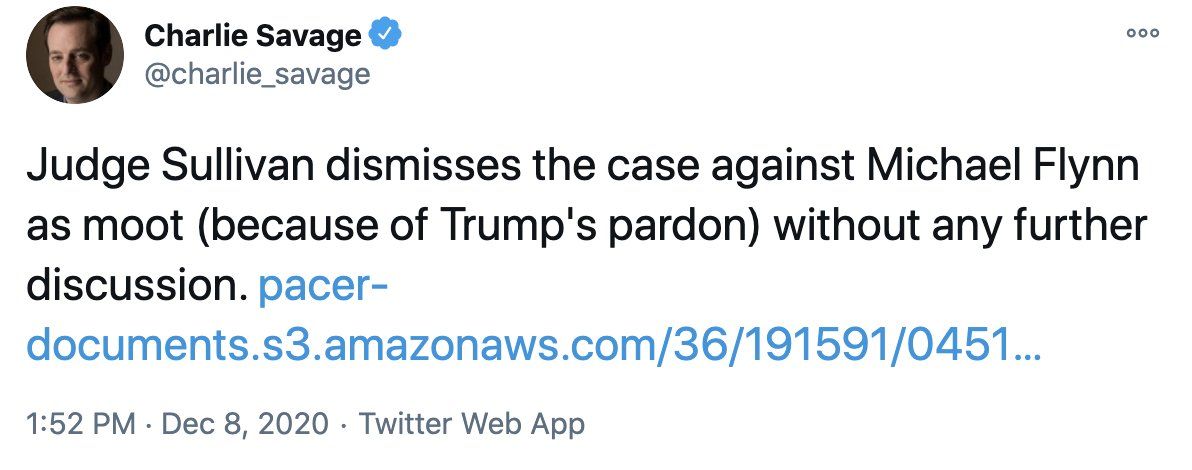 Charlie Savage
@charlie_savage
Judge Sullivan dismisses the case against Michael Flynn
as moot (because of Trump's pardon) without any further
discussion. pacer-
documents.s3.amazonaws.com/36/191591/0451...
1:52 PM · Dec 8, 2020 · Twitter Web App